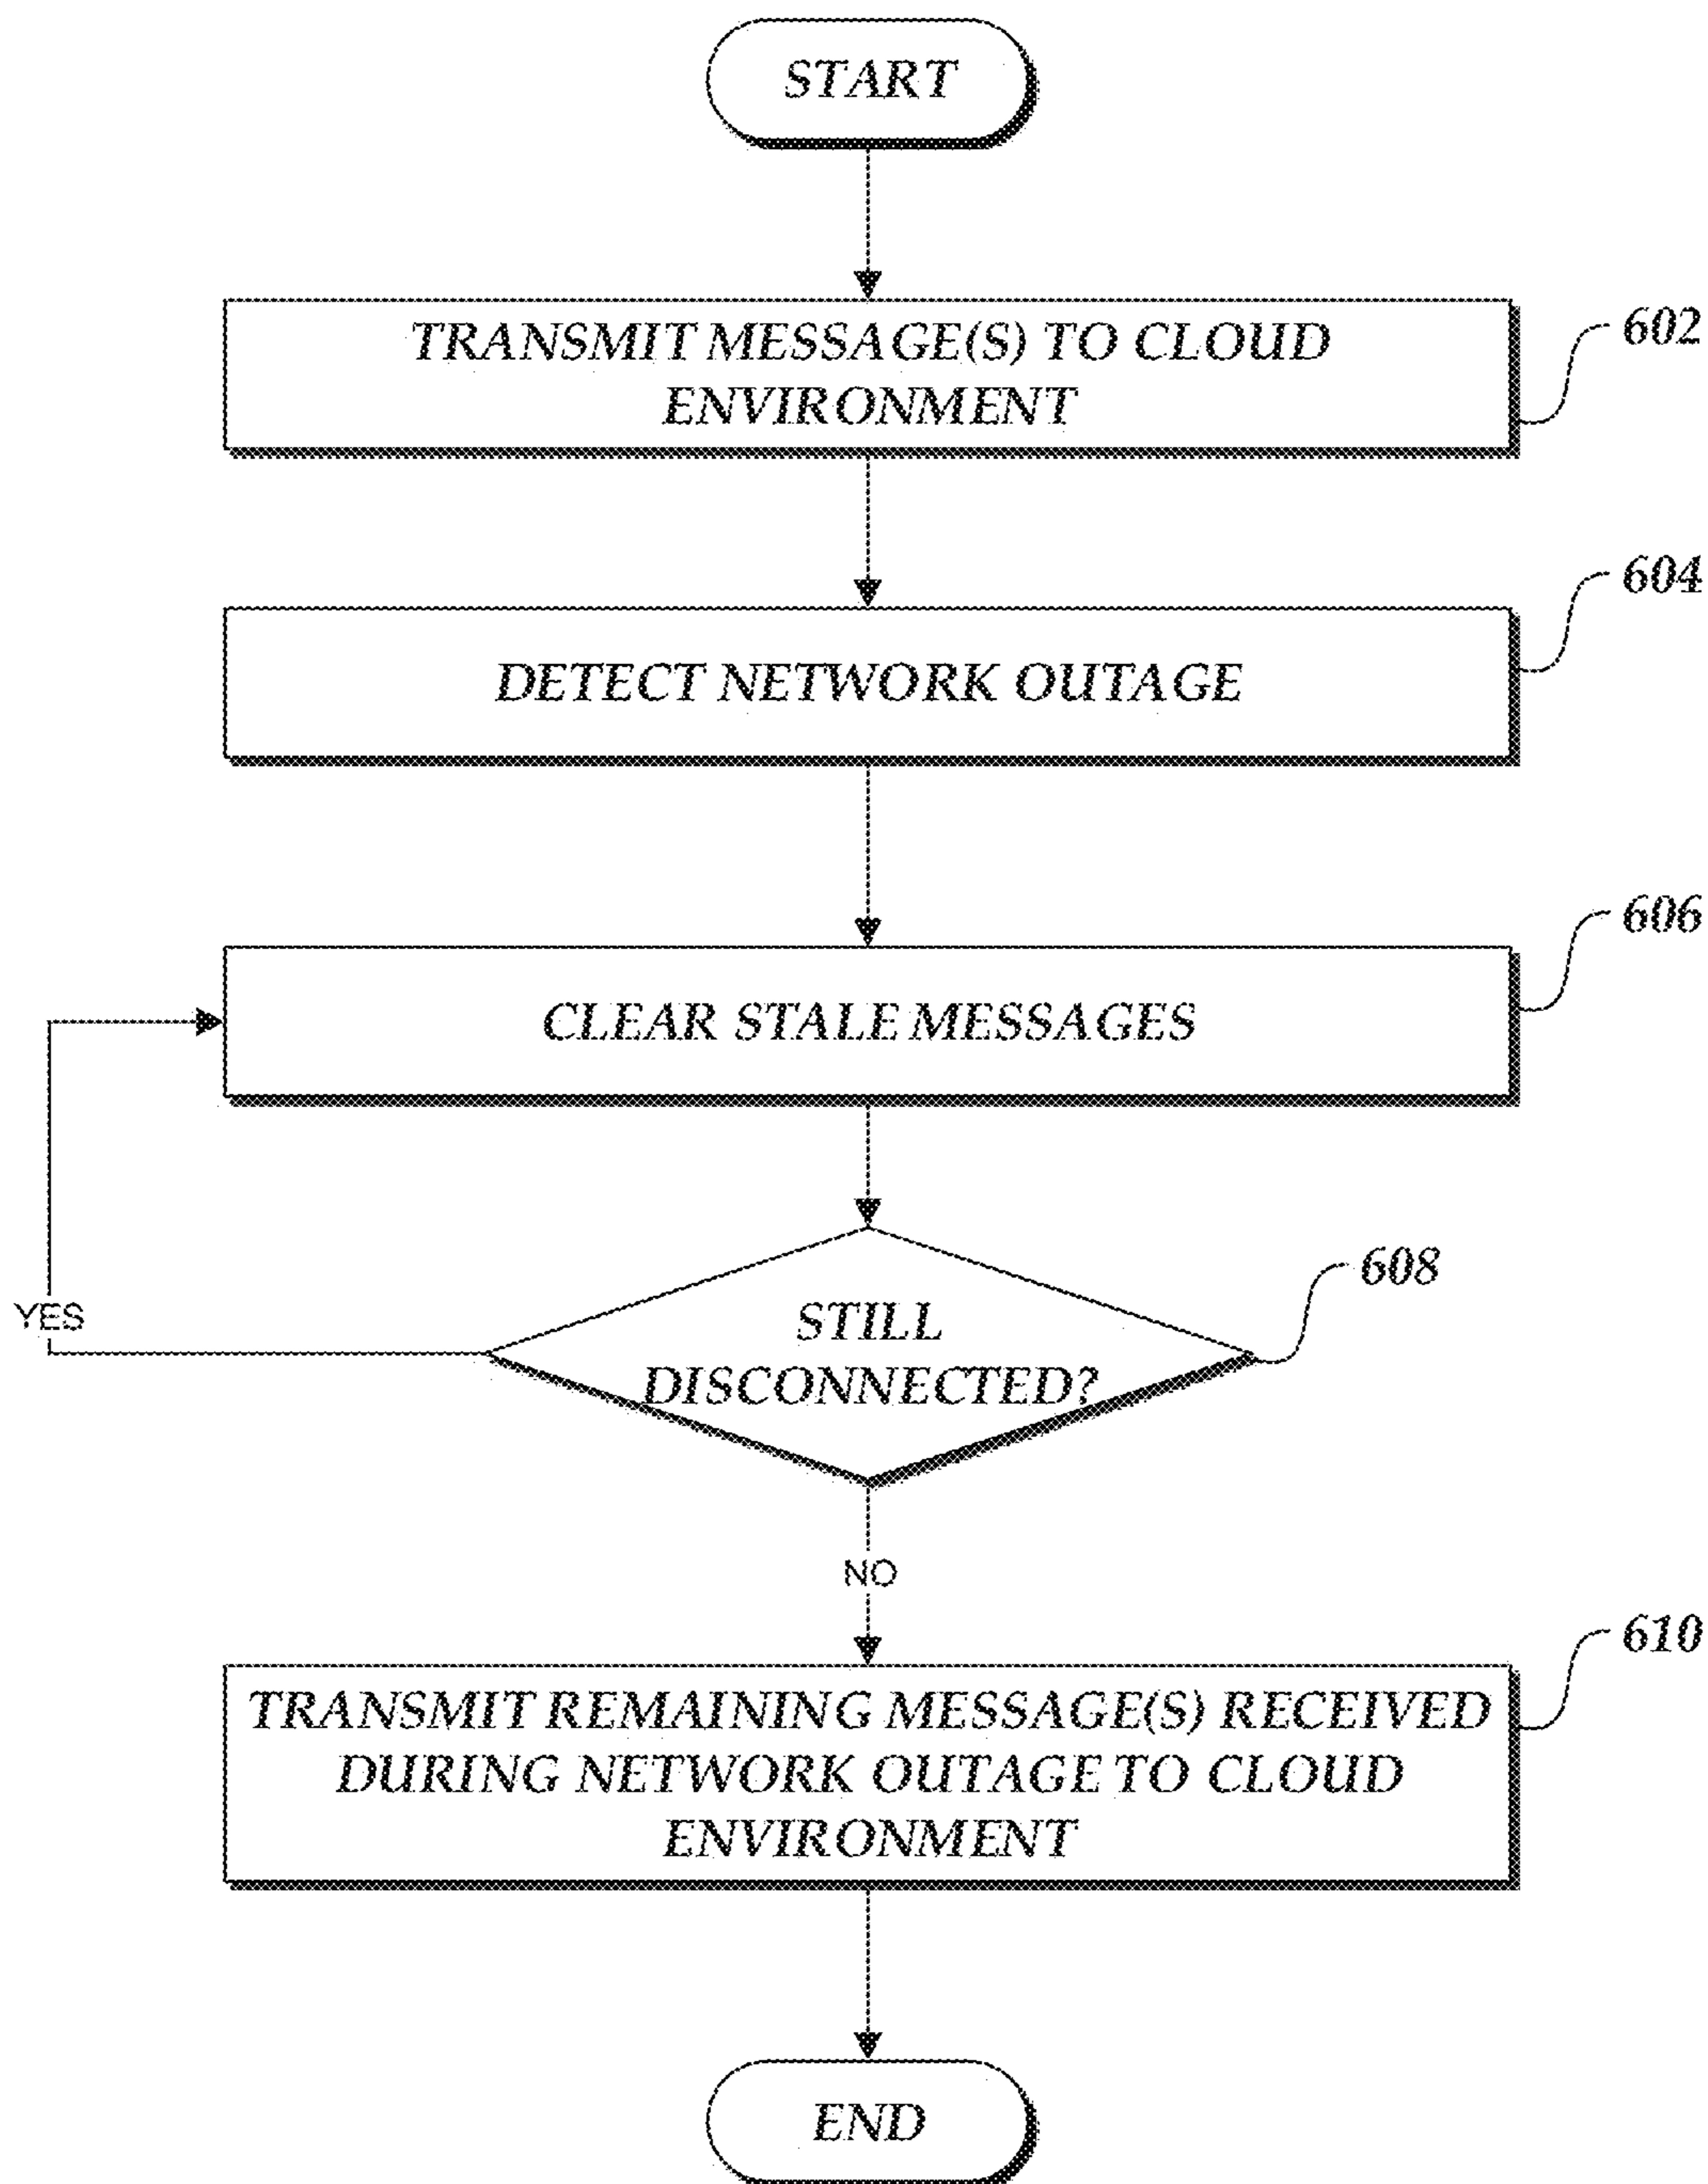 START
TRANSMIT MESSAGE(S) TO CLOUD
ENVIRONMENT
602
DETECT NETWORK OUTAGE
604
CLEAR STALE MESSAGES
606
STILL
DISCONNECTED?
608
YES
NO
TRANSMIT REMAINING MESSAGE(S) RECEIVED
DURING NETWORK OUTAGE TO CLOUD
ENVIRONMENT
610
END